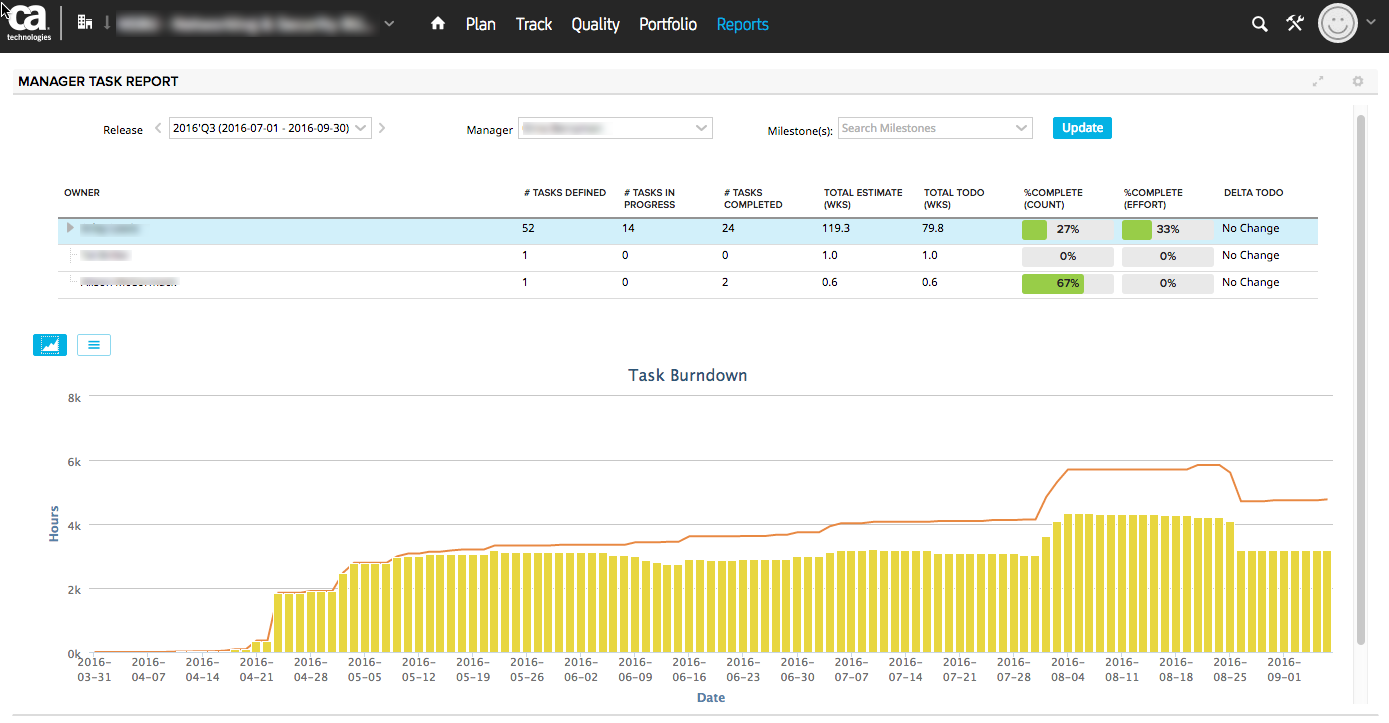 ca
technologies
Plan Track Quality Portfolio Reports
MANAGER TASK REPORT
Release 2016'Q3 (2016-07-01 - 2016-09-30) Manager Milestone(s): Search Milestones Update
OWNER # TASKS DEFINED # TASKS IN PROGRESS # TASKS COMPLETED TOTAL ESTIMATE (WKS) TOTAL TODO (WKS) %COMPLETE (COUNT) %COMPLETE (EFFORT) DELTA TODO
52 14 24 119.3 79.8 27% 33% No Change
1 0 0 1.0 1.0 0% 0% No Change
1 0 2 0.6 0.6 67% 0% No Change
Task Burndown
8k
6k
4k
2k
0k
Hours
2016-03-31 2016-04-07 2016-04-14 2016-04-21 2016-04-28 2016-05-05 2016-05-12 2016-05-19 2016-05-26 2016-06-02 2016-06-09 2016-06-16 2016-06-23 2016-06-30 2016-07-07 2016-07-14 2016-07-21 2016-07-28 2016-08-04 2016-08-11 2016-08-18 2016-08-25 2016-09-01
Date